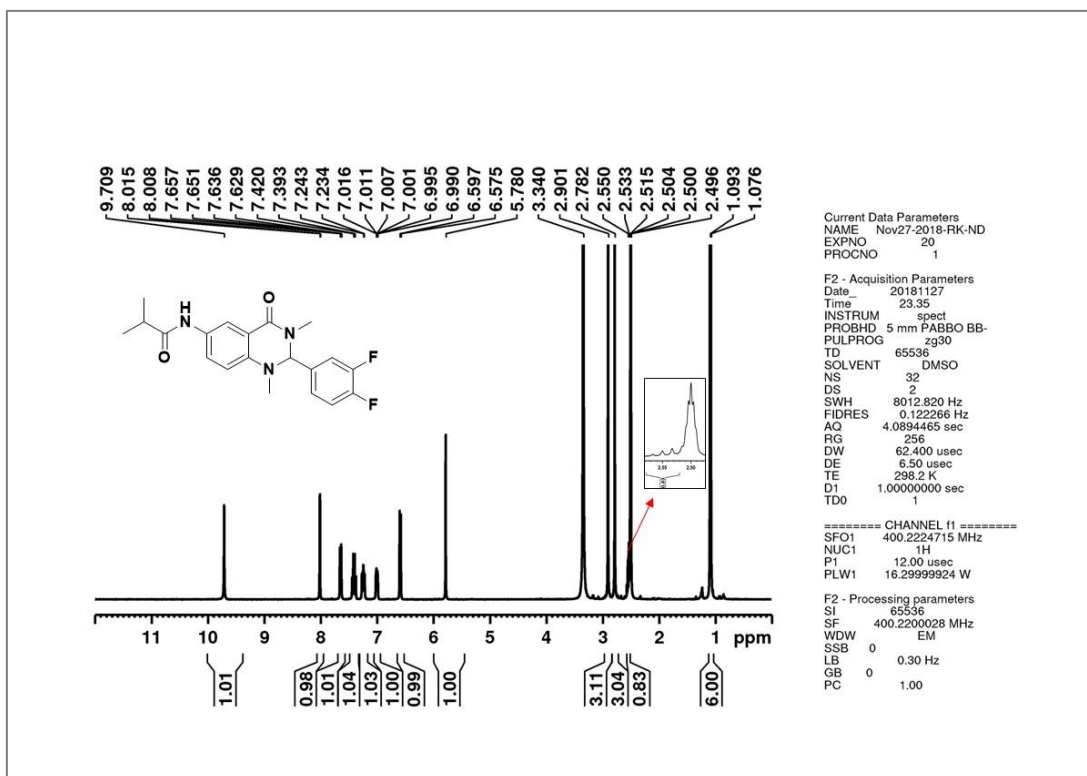 9.709
8.015
8.008
7.657
7.651
7.636
7.629
7.420
7.393
7.243
7.234
7.016
7.011
7.007
7.001
6.995
6.990
6.597
6.575
5.780
3.340
2.901
2.782
2.550
2.533
2.515
2.504
2.500
2.496
1.093
1.076
H
N
O
O
N
N
F
F
2.55 2.50
0.83
11 10 9 8 7 6 5 4 3 2 1 ppm
1.01
0.98
1.01
1.04
1.03
1.00
0.99
1.00
3.11
3.04
0.83
6.00
Current Data Parameters
NAME Nov27-2018-RK-ND
EXPNO 20
PROCNO 1
F2 - Acquisition Parameters
Date_ 20181127
Time 23.35
INSTRUM spect
PROBHD 5 mm PABBO BB-
PULPROG zg30
TD 65536
SOLVENT DMSO
NS 32
DS 2
SWH 8012.820 Hz
FIDRES 0.122266 Hz
AQ 4.0894465 sec
RG 256
DW 62.400 usec
DE 6.50 usec
TE 298.2 K
D1 1.00000000 sec
TD0 1
======== CHANNEL f1 ========
SFO1 400.2224715 MHz
NUC1 1H
P1 12.00 usec
PLW1 16.29999924 W
F2 - Processing parameters
SI 65536
SF 400.2200028 MHz
WDW EM
SSB 0
LB 0.30 Hz
GB 0
PC 1.00